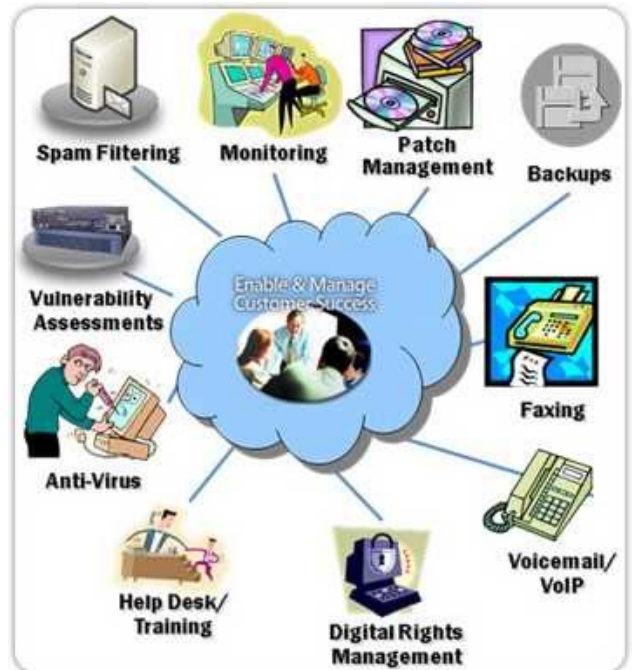 Spam Filtering
Monitoring
Patch
Management
Backups
Enable & Manage
Customer Success
Vulnerability
Assessments
Faxing
Anti-Virus
Voicemail/
VoIP
Help Desk/
Training
Digital Rights
Management